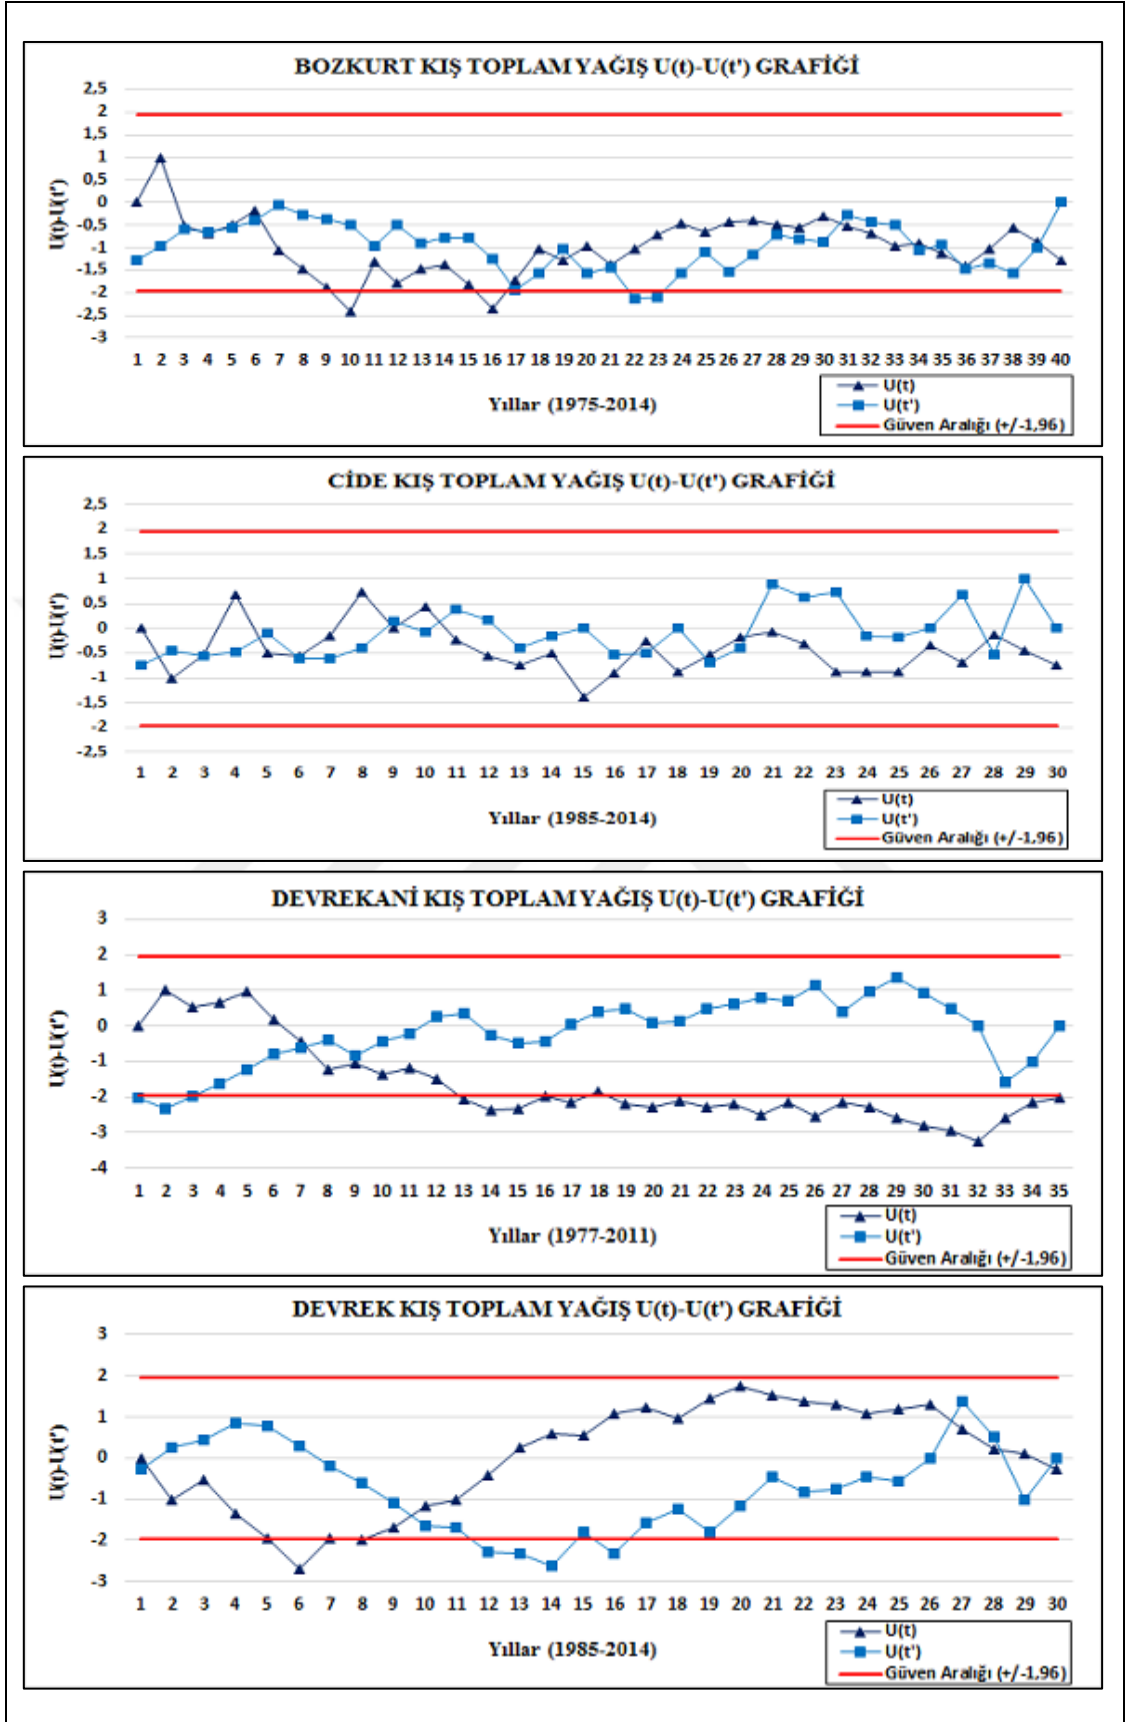 BOZKURT KIŞ TOPLAM YAĞIŞ U(t)-U(t') GRAFİĞİ
2,5
2
1,5
1
0,5
0
-0,5
-1
-1,5
-2
-2,5
-3
U(t)-U(t')
1 2 3 4 5 6 7 8 9 10 11 12 13 14 15 16 17 18 19 20 21 22 23 24 25 26 27 28 29 30 31 32 33 34 35 36 37 38 39 40
Yıllar (1975-2014)
U(t)
U(t')
Güven Aralığı (+/-1,96)
CİDE KIŞ TOPLAM YAĞIŞ U(t)-U(t') GRAFİĞİ
2,5
2
1,5
1
0,5
0
-0,5
-1
-1,5
-2
-2,5
U(t)-U(t')
1 2 3 4 5 6 7 8 9 10 11 12 13 14 15 16 17 18 19 20 21 22 23 24 25 26 27 28 29 30
Yıllar (1985-2014)
U(t)
U(t')
Güven Aralığı (+/-1,96)
DEVREKANİ KIŞ TOPLAM YAĞIŞ U(t)-U(t') GRAFİĞİ
3
2
1
0
-1
-2
-3
-4
U(t)-U(t')
1 2 3 4 5 6 7 8 9 10 11 12 13 14 15 16 17 18 19 20 21 22 23 24 25 26 27 28 29 30 31 32 33 34 35
Yıllar (1977-2011)
U(t)
U(t')
Güven Aralığı (+/-1,96)
DEVREK KIŞ TOPLAM YAĞIŞ U(t)-U(t') GRAFİĞİ
3
2
1
0
-1
-2
-3
U(t)-U(t')
1 2 3 4 5 6 7 8 9 10 11 12 13 14 15 16 17 18 19 20 21 22 23 24 25 26 27 28 29 30
Yıllar (1985-2014)
U(t)
U(t')
Güven Aralığı (+/-1,96)